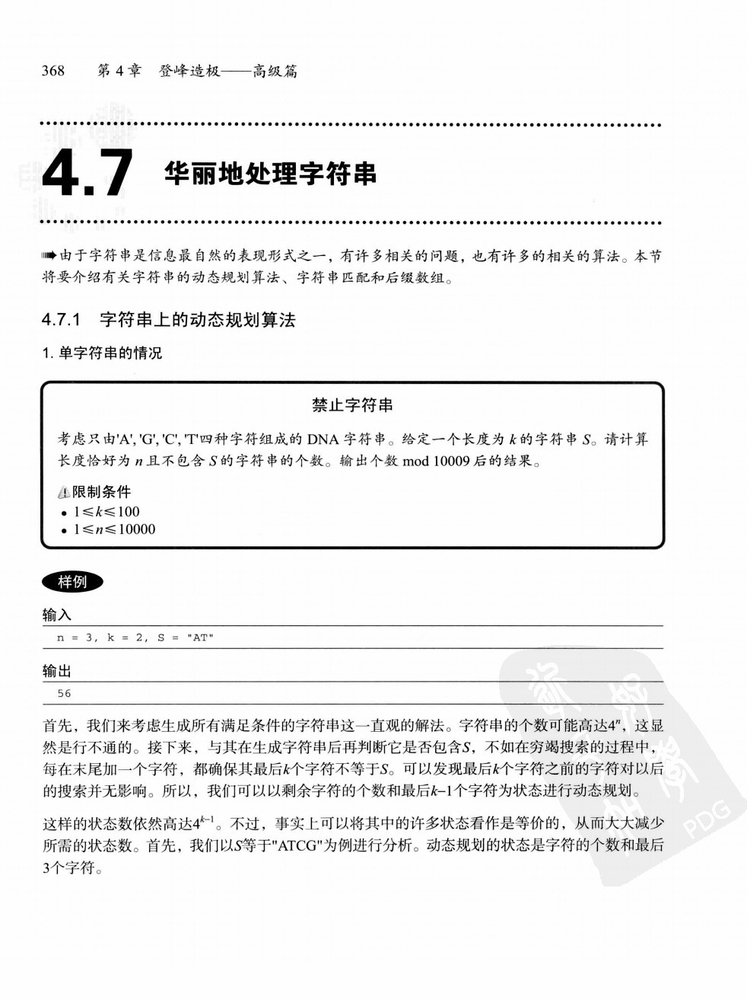 368 第 4 章 登峰造极——高级篇
4.7 华丽地处理字符串
由于字符串是信息最自然的表现形式之一，有许多相关的问题，也有许多的相关的算法。本节
将要介绍有关字符串的动态规划算法、字符串匹配和后缀数组。
4.7.1 字符串上的动态规划算法
1. 单字符串的情况
禁止字符串
考虑只由'A', 'G', 'C', 'T'四种字符组成的 DNA 字符串。给定一个长度为 k 的字符串 S。请计算
长度恰好为 n 且不包含 S 的字符串的个数。输出个数 mod 10009 后的结果。
限制条件
• 1≤k≤100
• 1≤n≤10000
样例
输入
n = 3, k = 2, S = "AT"
输出
56
首先，我们来考虑生成所有满足条件的字符串这一直观的解法。字符串的个数可能高达4ⁿ，这显
然是行不通的。接下来，与其在生成字符串后再判断它是否包含S，不如在穷竭搜索的过程中，
每在末尾加一个字符，都确保其最后k个字符不等于S。可以发现最后k个字符之前的字符对以后
的搜索并无影响。所以，我们可以以剩余字符的个数和最后k–1个字符为状态进行动态规划。
这样的状态数依然高达4ᵏ⁻¹。不过，事实上可以将其中的许多状态看作是等价的，从而大大减少
所需的状态数。首先，我们以S等于"ATCG"为例进行分析。动态规划的状态是字符的个数和最后
3个字符。
PDG